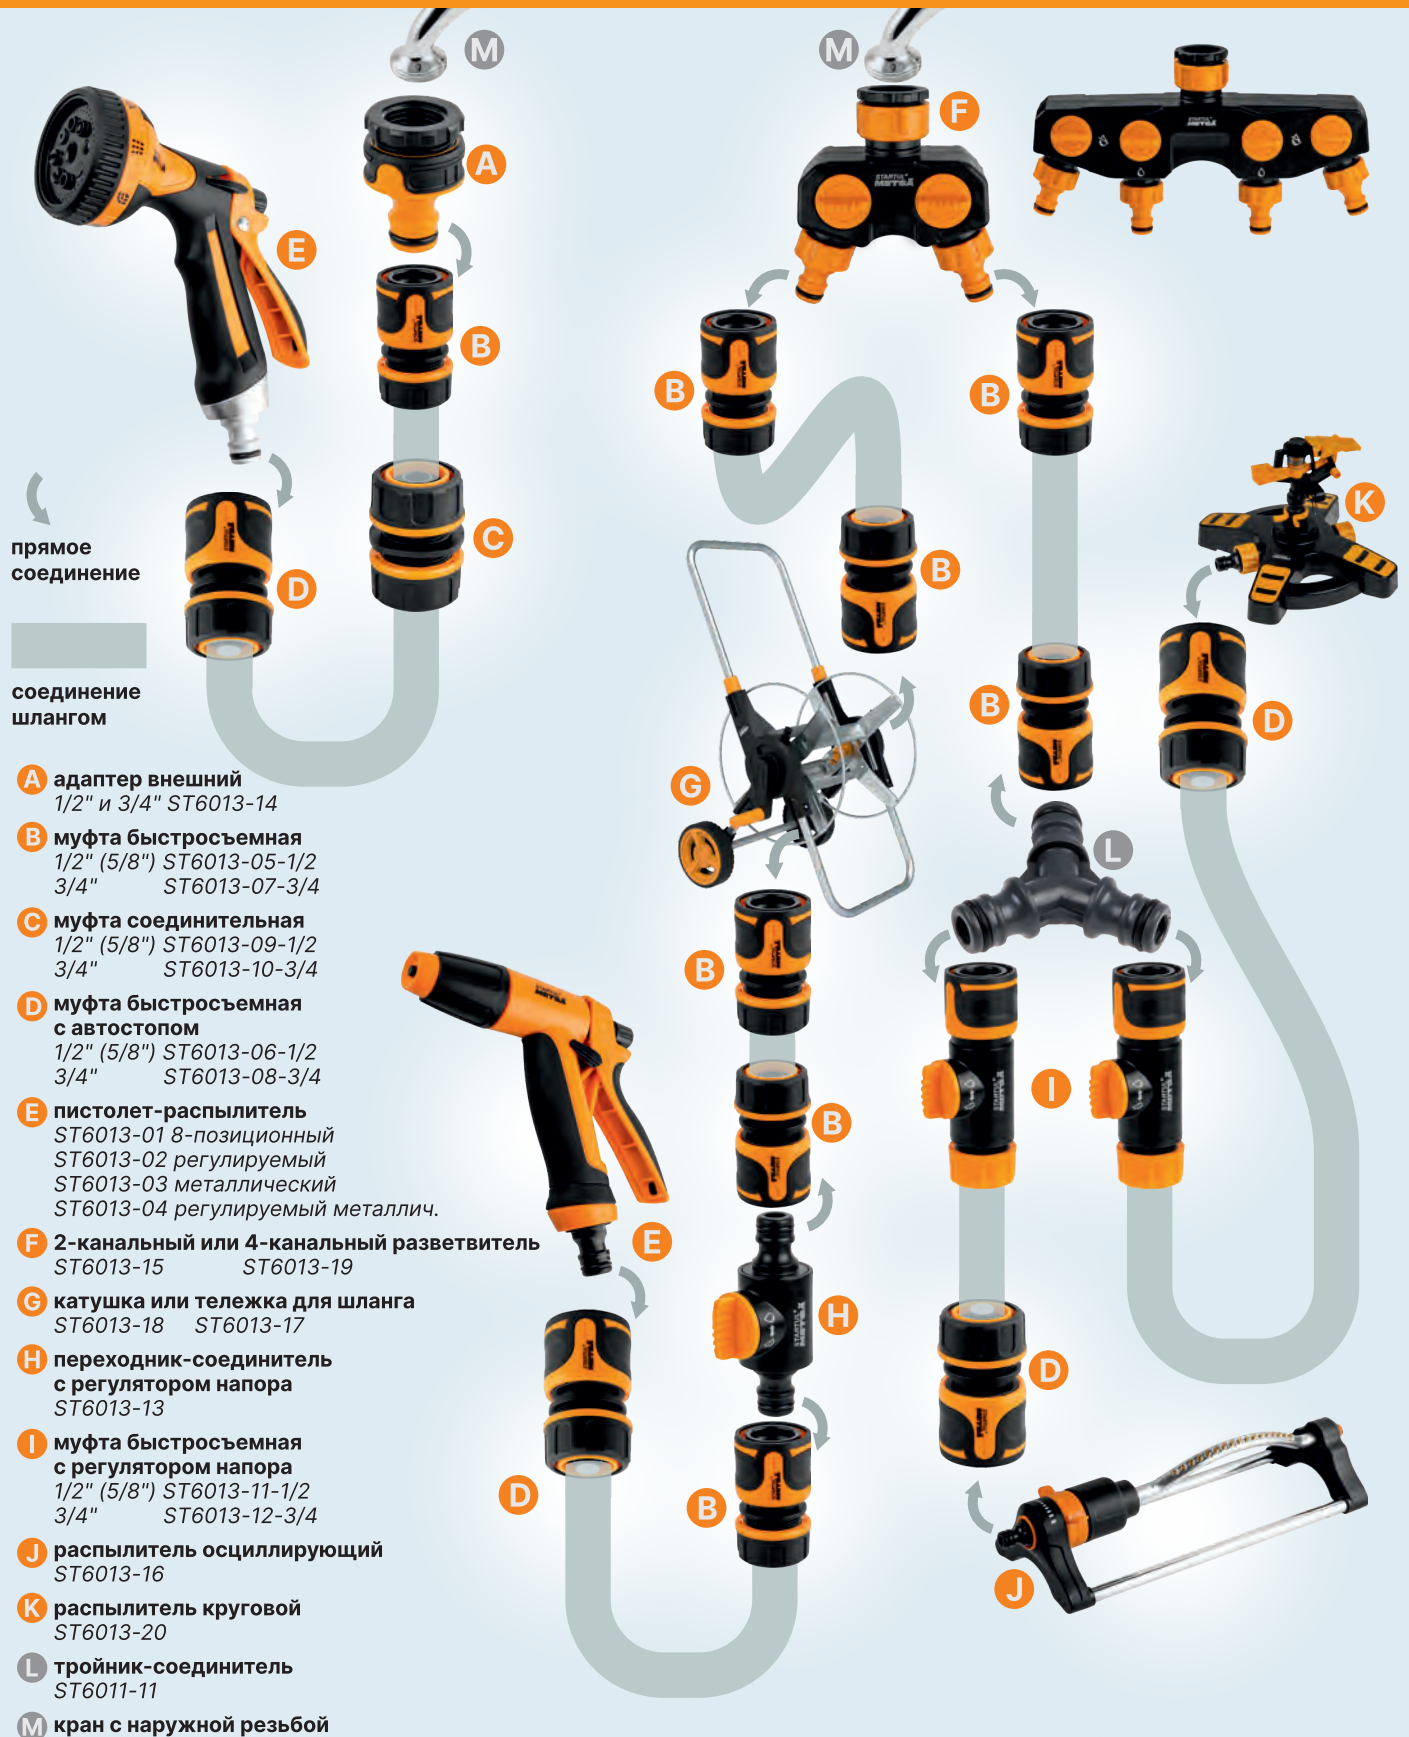 M
M
F
A
E
B
B
B
K
C
прямое
соединение
B
D
соединение
шлангом
B
D
G
L
B
I
B
E
H
D
D
B
J
STARTUL®
METSA
A адаптер внешний
1/2" и 3/4" ST6013-14
B муфта быстросъемная
1/2" (5/8") ST6013-05-1/2
3/4" ST6013-07-3/4
C муфта соединительная
1/2" (5/8") ST6013-09-1/2
3/4" ST6013-10-3/4
D муфта быстросъемная
с автостопом
1/2" (5/8") ST6013-06-1/2
3/4" ST6013-08-3/4
E пистолет-распылитель
ST6013-01 8-позиционный
ST6013-02 регулируемый
ST6013-03 металлический
ST6013-04 регулируемый металлич.
F 2-канальный или 4-канальный разветвитель
ST6013-15 ST6013-19
G катушка или тележка для шланга
ST6013-18 ST6013-17
H переходник-соединитель
с регулятором напора
ST6013-13
I муфта быстросъемная
с регулятором напора
1/2" (5/8") ST6013-11-1/2
3/4" ST6013-12-3/4
J распылитель осциллирующий
ST6013-16
K распылитель круговой
ST6013-20
L тройник-соединитель
ST6011-11
M кран с наружной резьбой